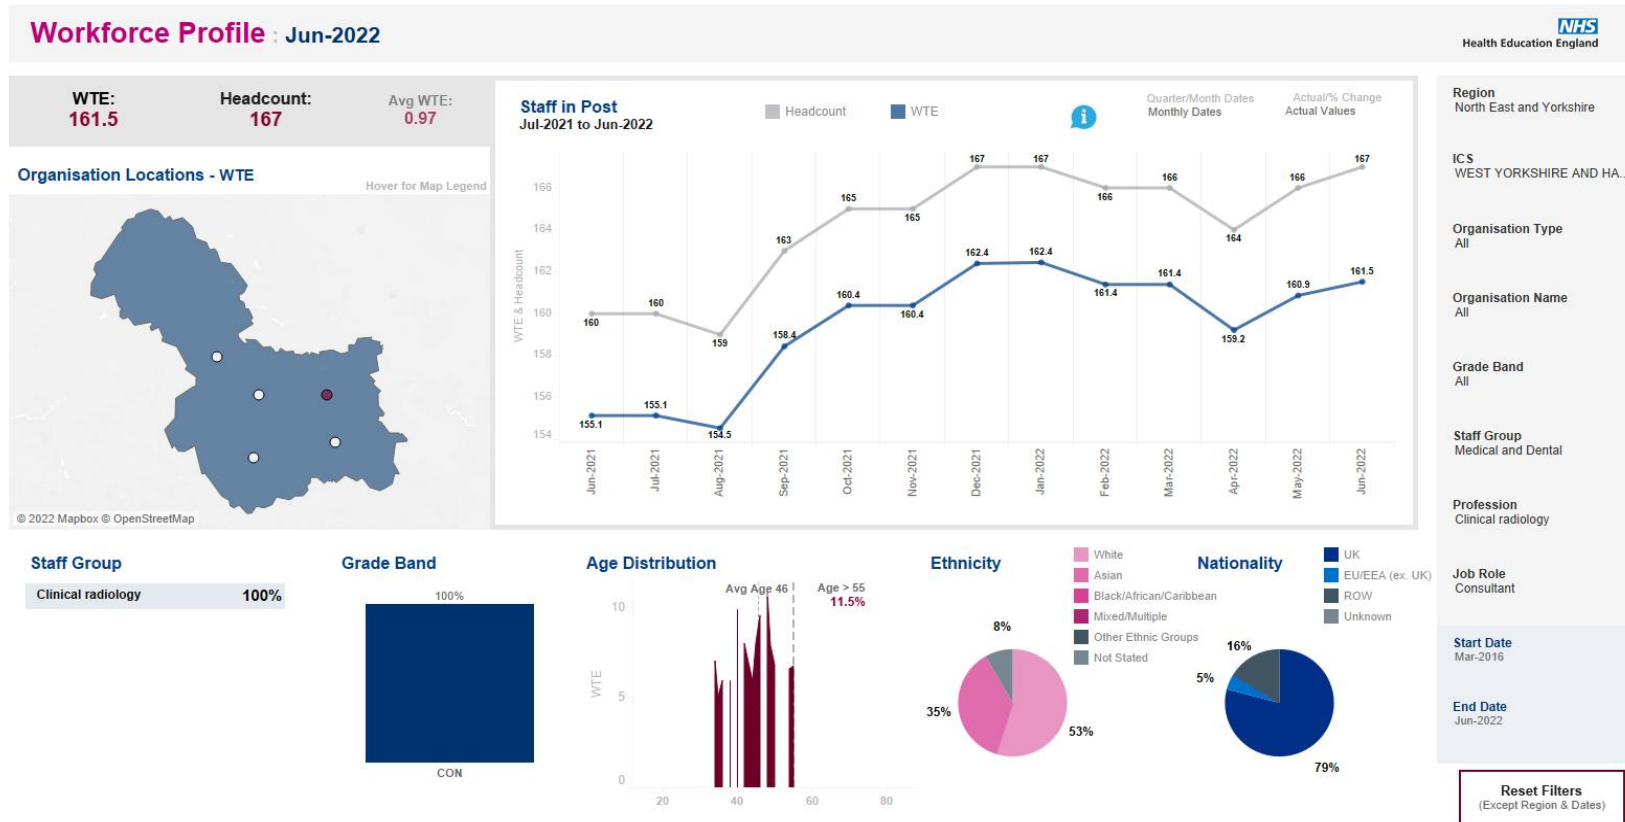 Workforce Profile : Jun-2022
NHS
Health Education England
WTE:
161.5
Headcount:
167
Avg WTE:
0.97
Organisation Locations - WTE
Hover for Map Legend
© 2022 Mapbox © OpenStreetMap
Staff in Post
Jul-2021 to Jun-2022
Headcount
WTE
i
Quarter/Month Dates
Monthly Dates
Actual/% Change
Actual Values
WTE & Headcount
166
164
162
160
158
156
154
160
160
159
163
165
165
167
167
166
166
164
166
167
155.1
155.1
154.5
158.4
160.4
160.4
162.4
162.4
161.4
161.4
159.2
160.9
161.5
Jun-2021
Jul-2021
Aug-2021
Sep-2021
Oct-2021
Nov-2021
Dec-2021
Jan-2022
Feb-2022
Mar-2022
Apr-2022
May-2022
Jun-2022
Region
North East and Yorkshire
ICS
WEST YORKSHIRE AND HA..
Organisation Type
All
Organisation Name
All
Grade Band
All
Staff Group
Medical and Dental
Profession
Clinical radiology
Job Role
Consultant
Start Date
Mar-2016
End Date
Jun-2022
Reset Filters
(Except Region & Dates)
Staff Group
Clinical radiology 100%
Grade Band
100%
CON
Age Distribution
Avg Age 46
Age > 55
11.5%
WTE
10
5
0
20
40
60
80
Ethnicity
White
Asian
Black/African/Caribbean
Mixed/Multiple
Other Ethnic Groups
Not Stated
8%
35%
53%
Nationality
UK
EU/EEA (ex. UK)
ROW
Unknown
16%
5%
79%